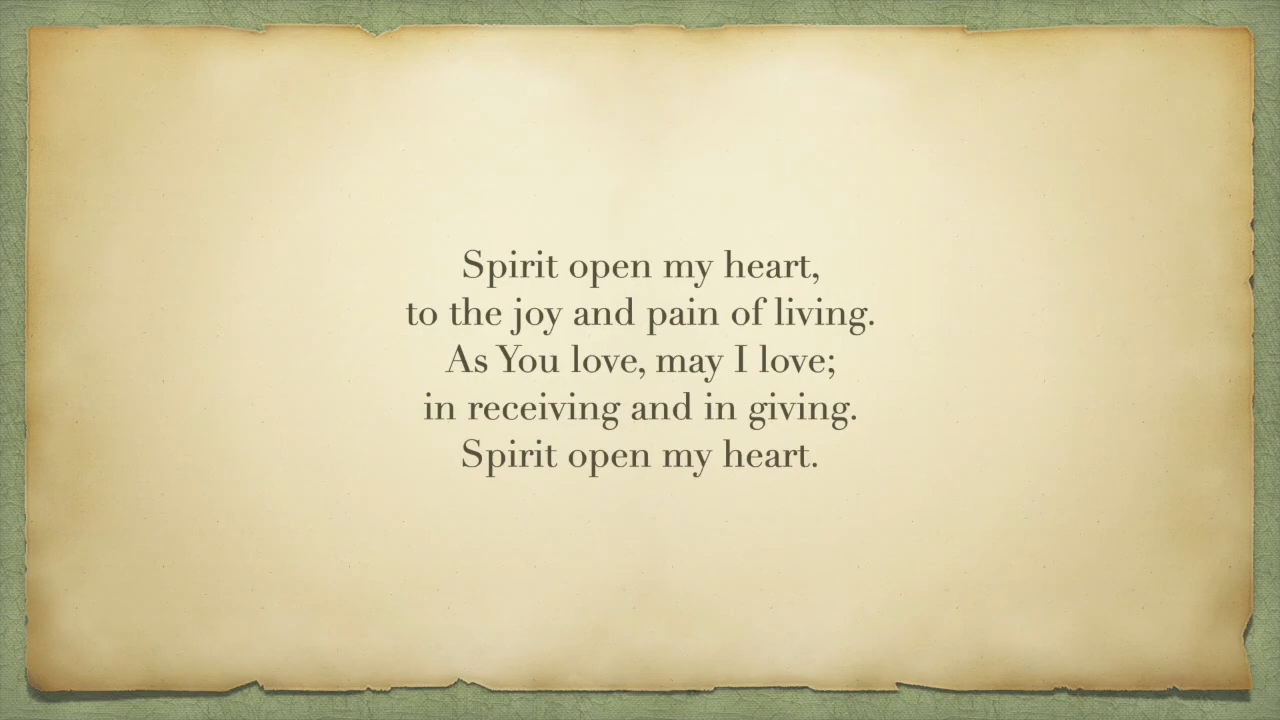 Spirit open my heart,
to the joy and pain of living.
As You love, may I love;
in receiving and in giving.
Spirit open my heart.